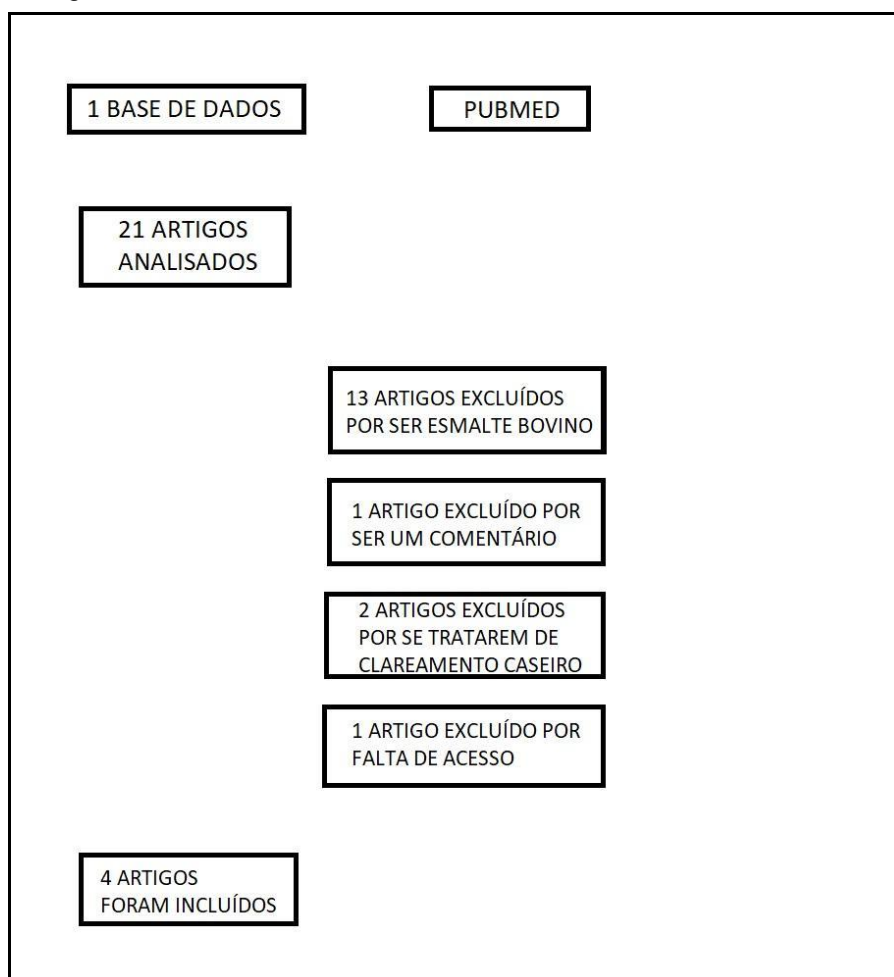 1 BASE DE DADOS
PUBMED
21 ARTIGOS
ANALISADOS
13 ARTIGOS EXCLUÍDOS
POR SER ESMALTE BOVINO
1 ARTIGO EXCLUÍDO POR
SER UM COMENTÁRIO
2 ARTIGOS EXCLUÍDOS
POR SE TRATAREM DE
CLAREAMENTO CASEIRO
1 ARTIGO EXCLUÍDO POR
FALTA DE ACESSO
4 ARTIGOS
FORAM INCLUÍDOS